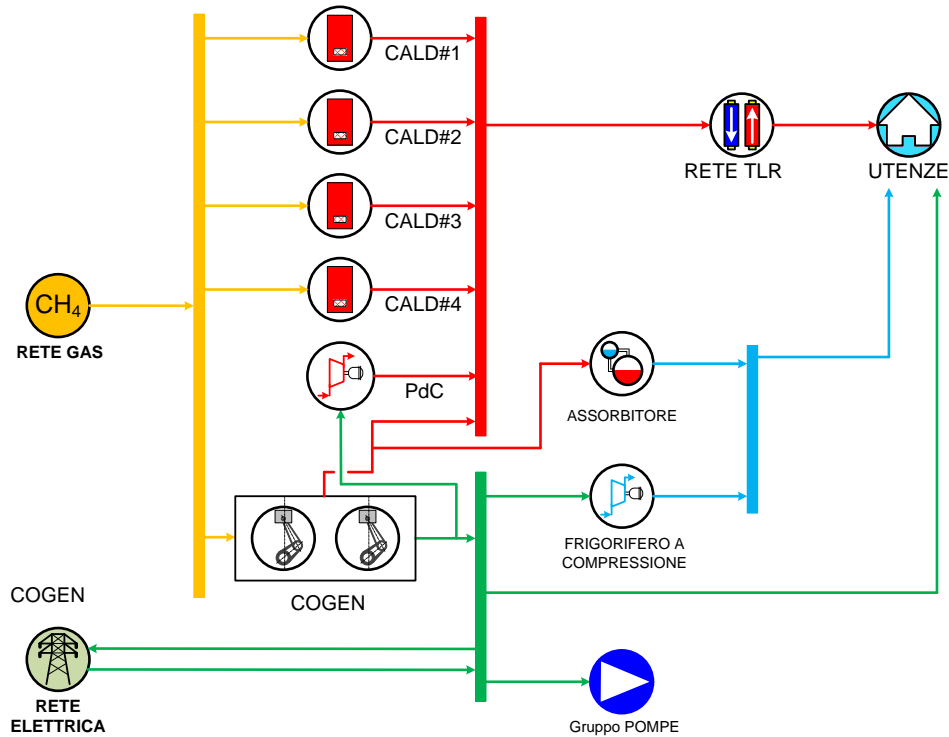 CALD#1
CALD#2
CALD#3
CALD#4
RETE TLR
UTENZE
CH4
RETE GAS
PdC
ASSORBITORE
FRIGORIFERO A
COMPRESSIONE
COGEN
COGEN
RETE
ELETTRICA
Gruppo POMPE